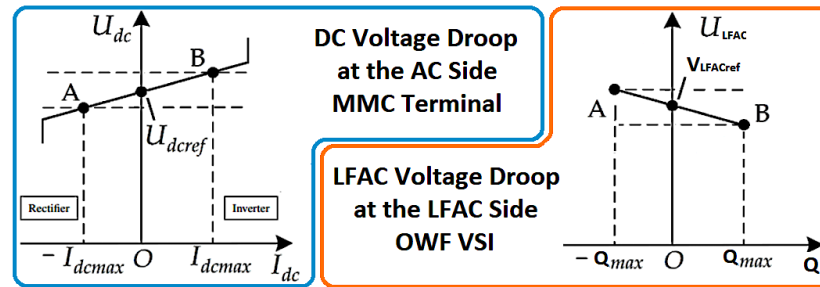 U_dc
DC Voltage Droop
at the AC Side
MMC Terminal
B
A
U_dcref
Rectifier
Inverter
− I_dcmax
O
I_dcmax
I_dc
U_LFAC
V_LFACref
A
B
LFAC Voltage Droop
at the LFAC Side
OWF VSI
− Q_max
O
Q_max
Q